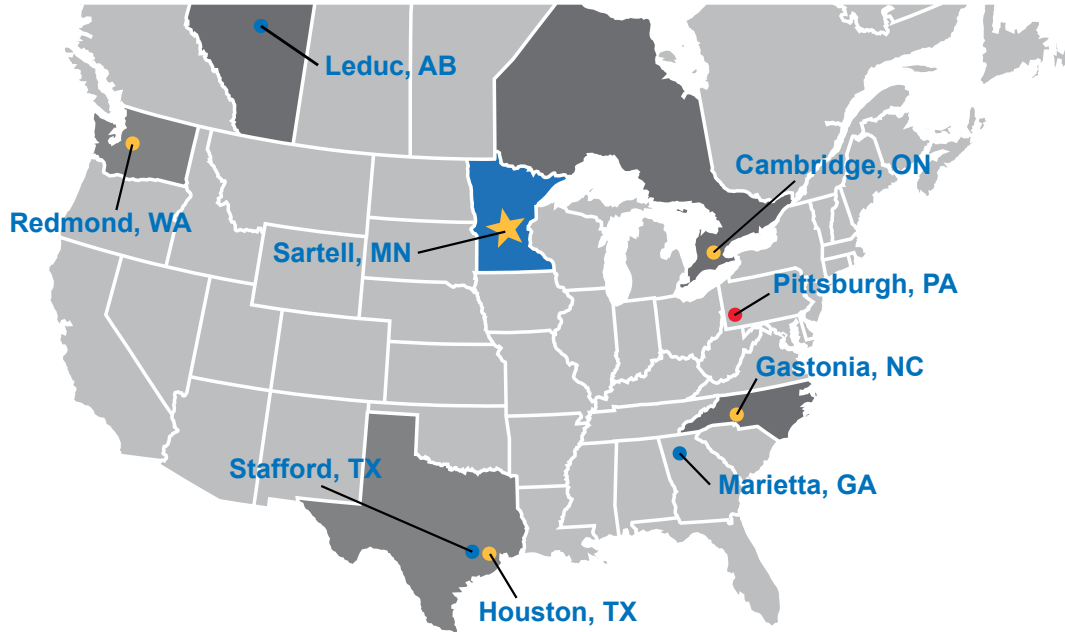 Leduc, AB
Cambridge, ON
Redmond, WA
Sartell, MN
Pittsburgh, PA
Gastonia, NC
Stafford, TX
Marietta, GA
Houston, TX